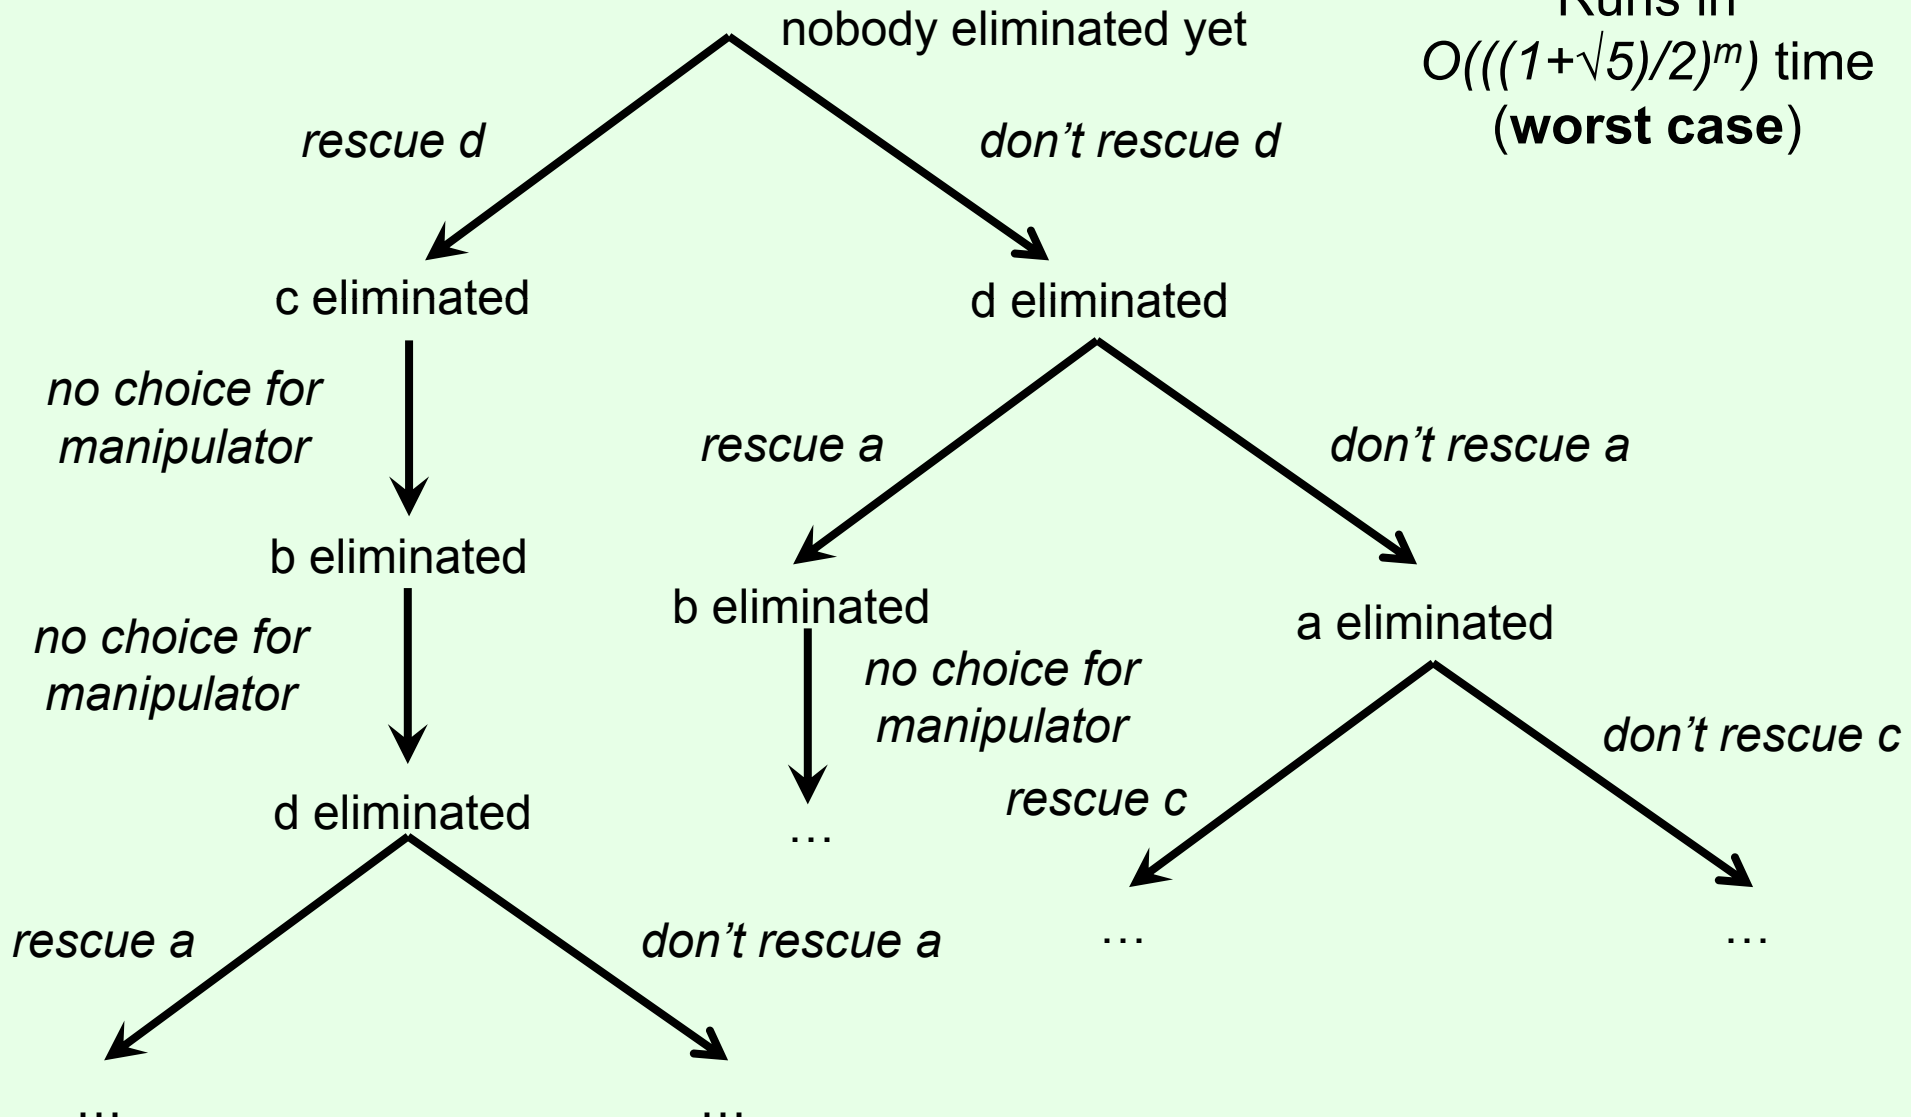 nobody eliminated yet
Runs in
O(((1+√5)/2)ᵐ) time
(worst case)
rescue d
don't rescue d
c eliminated
d eliminated
no choice for
manipulator
rescue a
don't rescue a
b eliminated
b eliminated
a eliminated
no choice for
manipulator
no choice for
manipulator
don't rescue c
rescue c
d eliminated
…
rescue a
don't rescue a
…
…
…
…